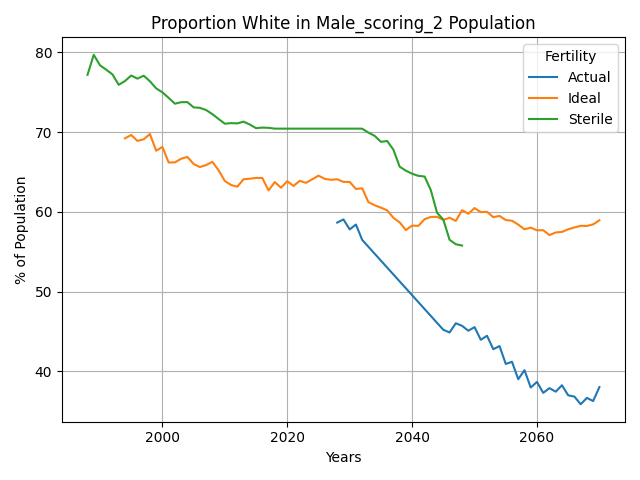 Proportion White in Male_scoring_2 Population
Fertility
Actual
Ideal
Sterile
% of Population
80
70
60
50
40
2000
2020
2040
2060
Years